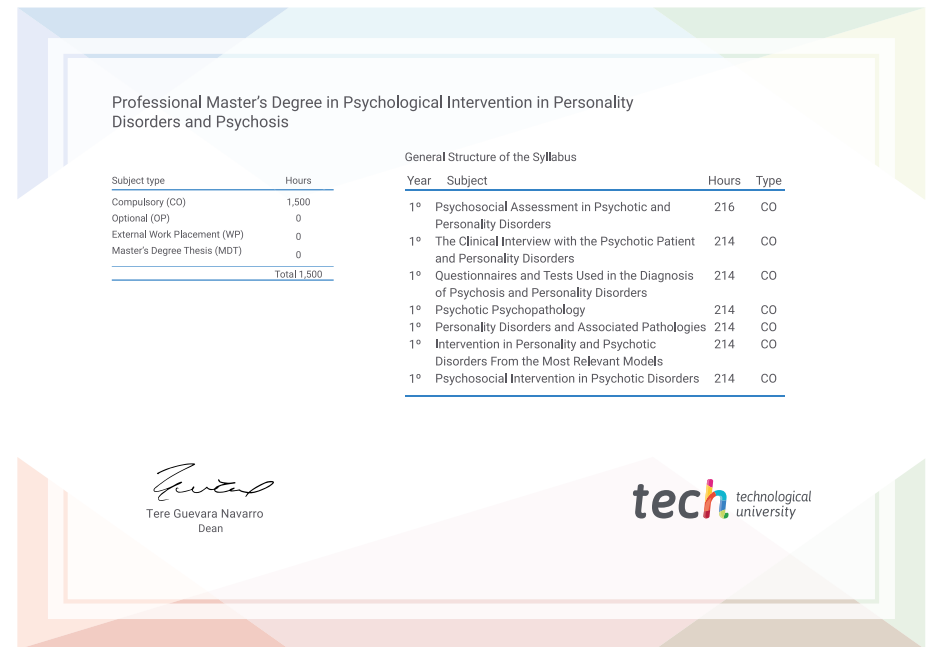 Professional Master's Degree in Psychological Intervention in Personality
Disorders and Psychosis
Subject type Hours
Compulsory (CO) 1,500
Optional (OP) 0
External Work Placement (WP) 0
Master's Degree Thesis (MDT) 0
Total 1,500
General Structure of the Syllabus
Year Subject Hours Type
1º Psychosocial Assessment in Psychotic and 216 CO
Personality Disorders
1º The Clinical Interview with the Psychotic Patient 214 CO
and Personality Disorders
1º Questionnaires and Tests Used in the Diagnosis 214 CO
of Psychosis and Personality Disorders
1º Psychotic Psychopathology 214 CO
1º Personality Disorders and Associated Pathologies 214 CO
1º Intervention in Personality and Psychotic 214 CO
Disorders From the Most Relevant Models
1º Psychosocial Intervention in Psychotic Disorders 214 CO
Tere Guevara Navarro
Dean
tech technological
university